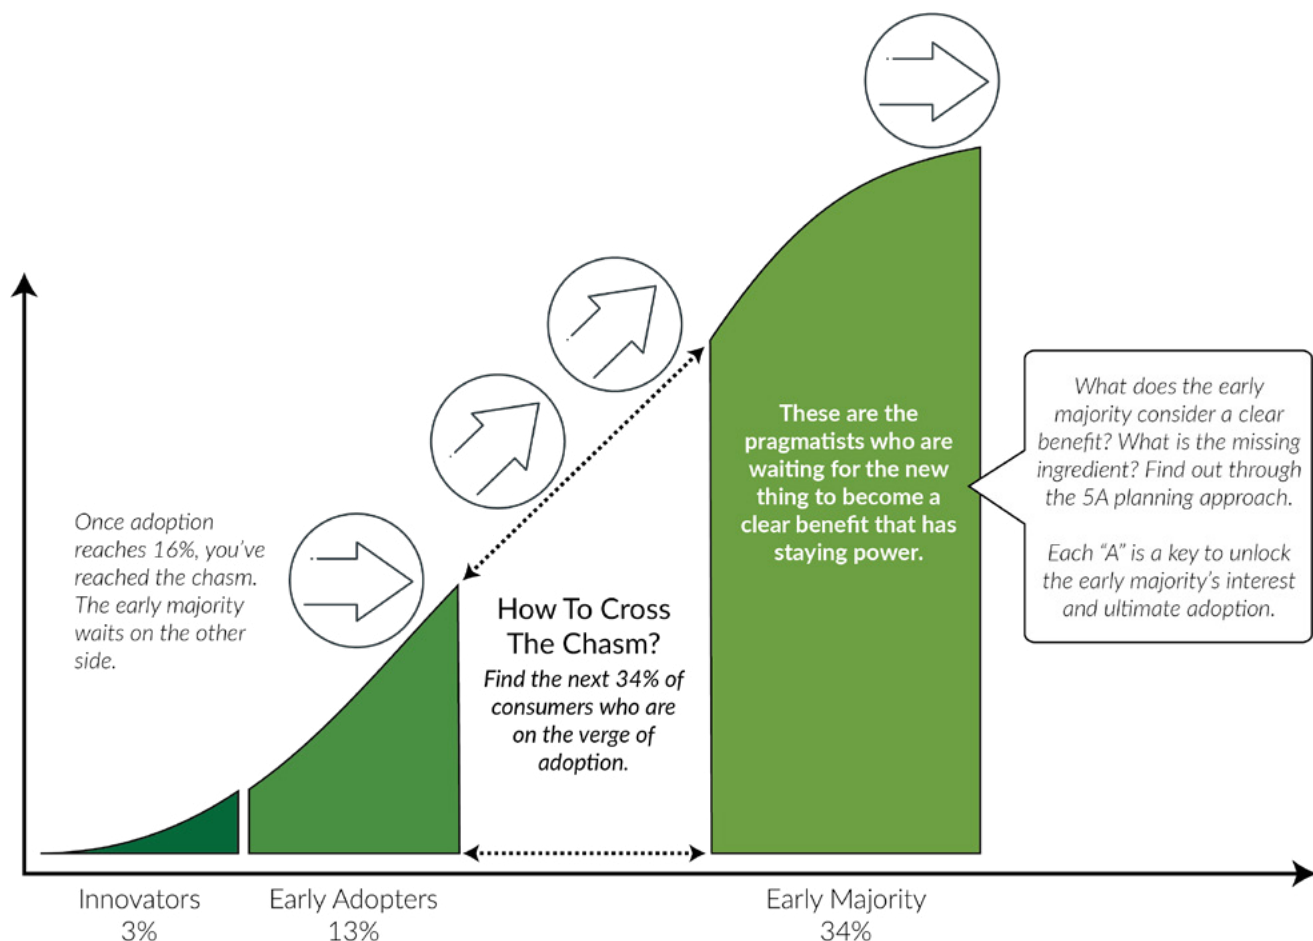 Once adoption
reaches 16%, you’ve
reached the chasm.
The early majority
waits on the other
side.
How To Cross
The Chasm?
Find the next 34% of
consumers who are
on the verge of
adoption.
These are the
pragmatists who are
waiting for the new
thing to become a
clear benefit that has
staying power.
What does the early
majority consider a clear
benefit? What is the missing
ingredient? Find out through
the 5A planning approach.
Each “A” is a key to unlock
the early majority’s interest
and ultimate adoption.
Innovators
3%
Early Adopters
13%
Early Majority
34%